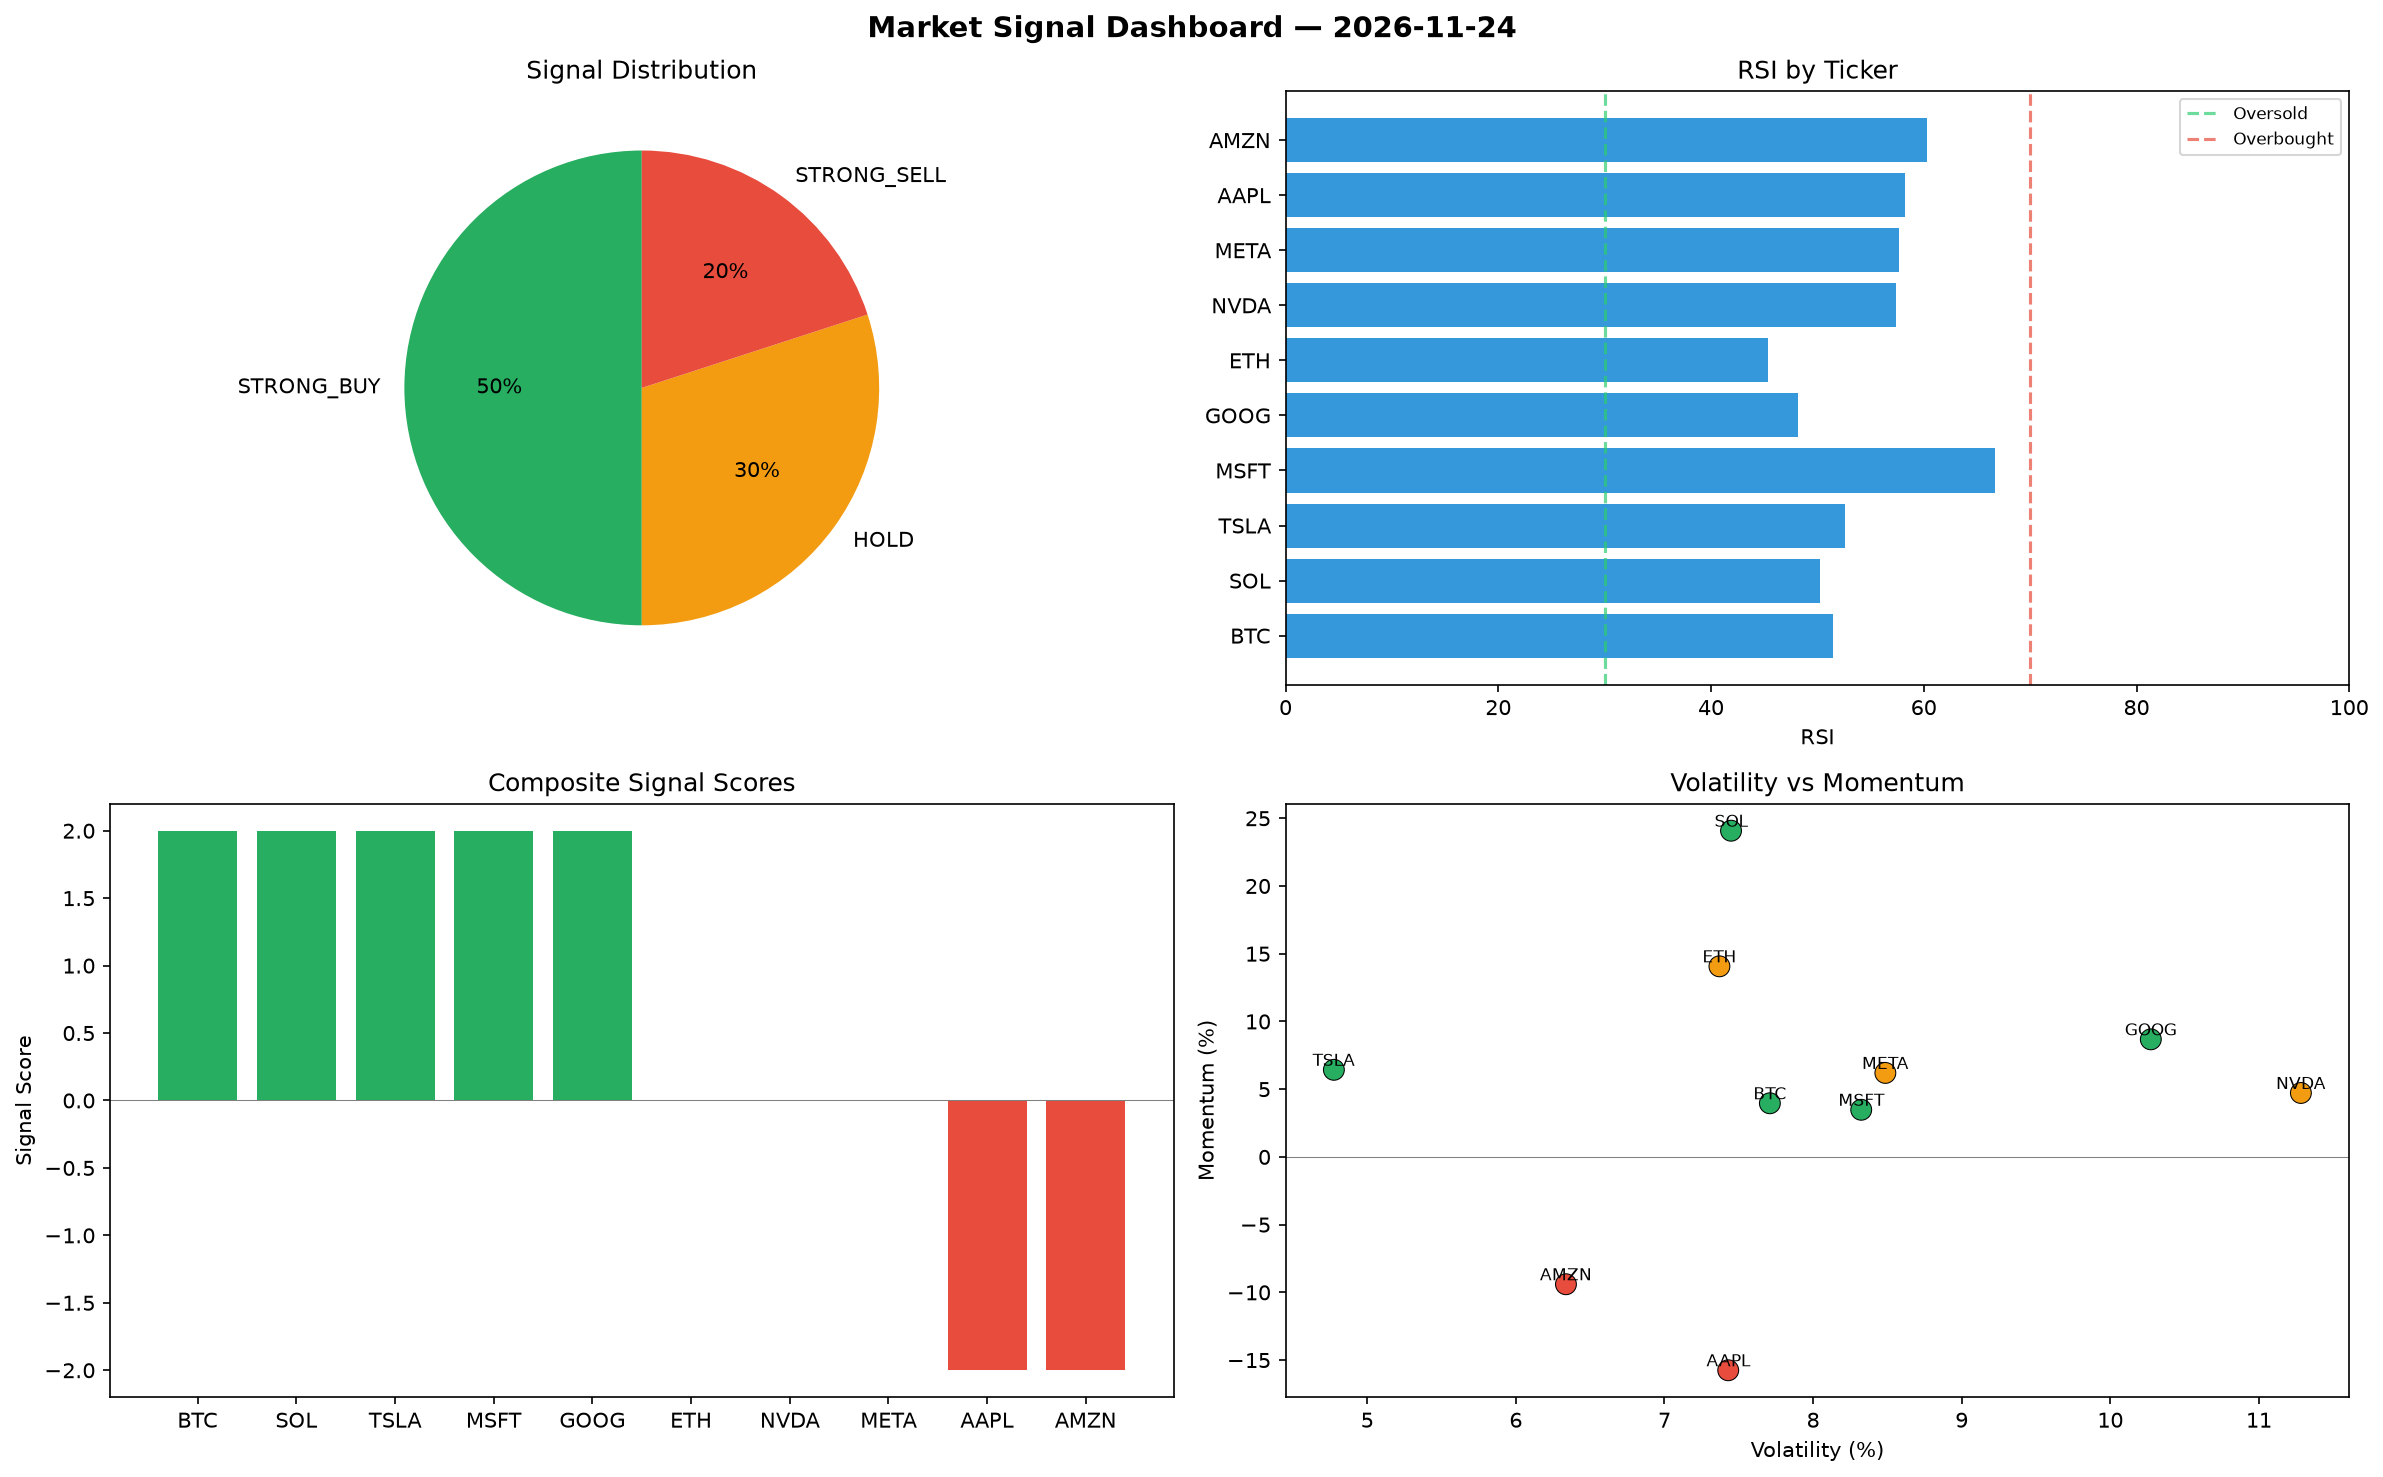 Market Signal Dashboard — 2026-11-24
Signal Distribution
STRONG_SELL
20%
STRONG_BUY
50%
30%
HOLD
RSI by Ticker
Oversold
Overbought
AMZN
AAPL
META
NVDA
ETH
GOOG
MSFT
TSLA
SOL
BTC
0 20 40 60 80 100
RSI
Composite Signal Scores
Signal Score
2.0
1.5
1.0
0.5
0.0
−0.5
−1.0
−1.5
−2.0
BTC SOL TSLA MSFT GOOG ETH NVDA META AAPL AMZN
Volatility vs Momentum
Momentum (%)
25
20
15
10
5
0
−5
−10
−15
SOL
ETH
GOOG
TSLA
META
NVDA
BTC
MSFT
AMZN
AAPL
5 6 7 8 9 10 11
Volatility (%)